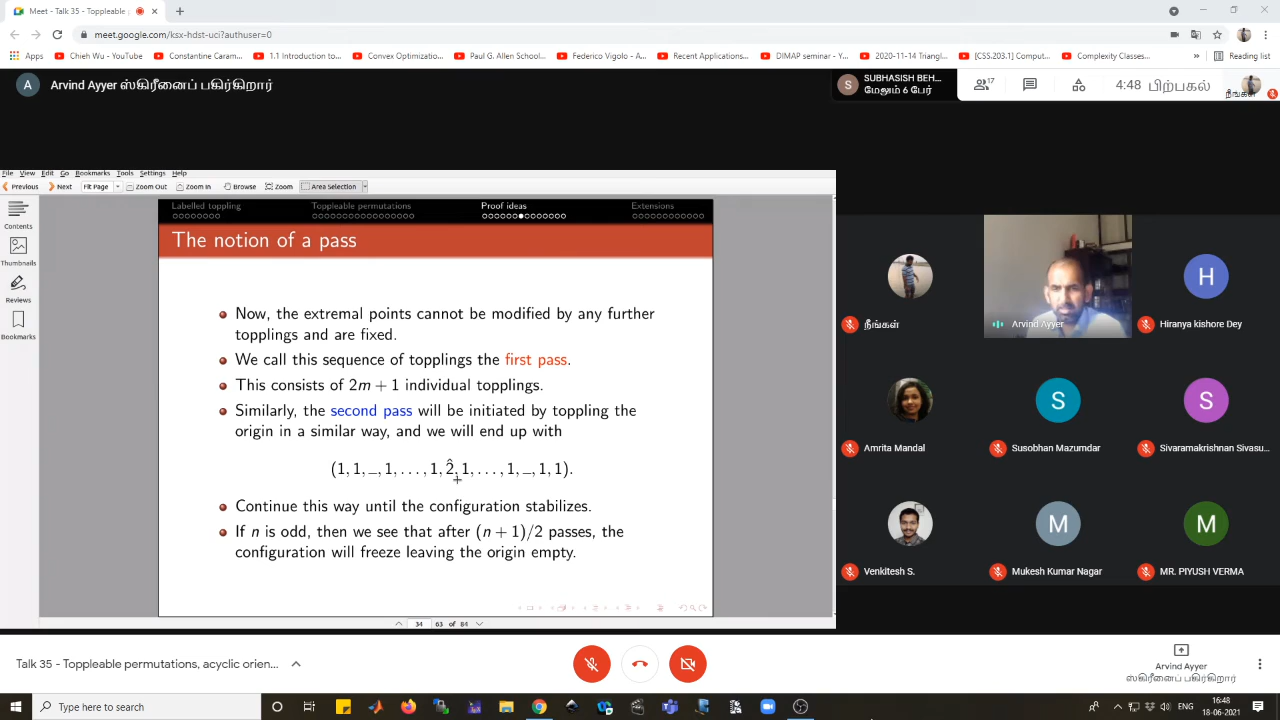 Meet - Talk 35 - Toppleable
meet.google.com/ksx-hdst-uci?authuser=0
Apps Chieh Wu - YouTube Constantine Caram... 1.1 Introduction to... Convex Optimizatio... Paul G. Allen School... Federico Vigolo - A... Recent Applications... DIMAP seminar - Y... 2020-11-14 Triangl... [CSS.203.1] Comput... Complexity Classes... » Reading list
A Arvind Ayyer ஸ்கிரீனைப் பகிர்கிறார்
S SUBHASISH BEH...
மேலும் 6 பேர்
17
4:48 பிற்பகல்
நீங்கள்
File View Edit Go Bookmarks Tools Settings Help
Previous Next Fit Page Zoom Out Zoom In Browse Zoom Area Selection
Contents
Thumbnails
Reviews
Bookmarks
Labelled toppling Toppleable permutations Proof ideas Extensions
The notion of a pass
Now, the extremal points cannot be modified by any further
topplings and are fixed.
We call this sequence of topplings the first pass.
This consists of 2m + 1 individual topplings.
Similarly, the second pass will be initiated by toppling the
origin in a similar way, and we will end up with
(1, 1, _, 1, . . . , 1, 2̂, 1, . . . , 1, _, 1, 1).
Continue this way until the configuration stabilizes.
If n is odd, then we see that after (n + 1)/2 passes, the
configuration will freeze leaving the origin empty.
34 63 of 84
நீங்கள்
Arvind Ayyer
H
Hiranya kishore Dey
Amrita Mandal
S
Susobhan Mazumdar
S
Sivaramakrishnan Sivasu...
Venkitesh S.
M
Mukesh Kumar Nagar
M
MR. PIYUSH VERMA
Talk 35 - Toppleable permutations, acyclic orien...
Arvind Ayyer
ஸ்கிரீனைப் பகிர்கிறார்
Type here to search
ENG
16:48
18-06-2021